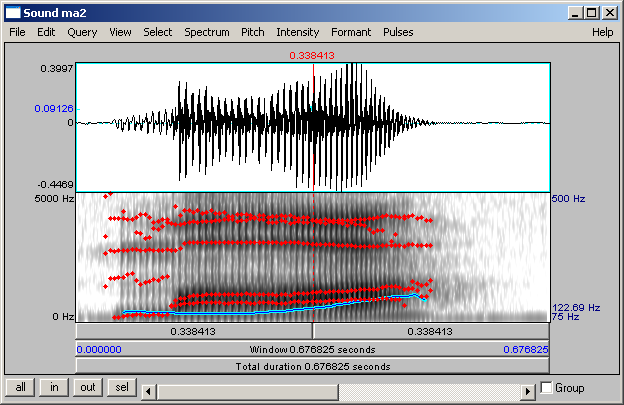 Sound ma2
File Edit Query View Select Spectrum Pitch Intensity Formant Pulses Help
0.338413
0.3997
0.09126
0
-0.4469
5000 Hz 500 Hz
122.69 Hz
0 Hz 75 Hz
0.338413 0.338413
0.000000 Window 0.676825 seconds 0.676825
Total duration 0.676825 seconds
all in out sel Group